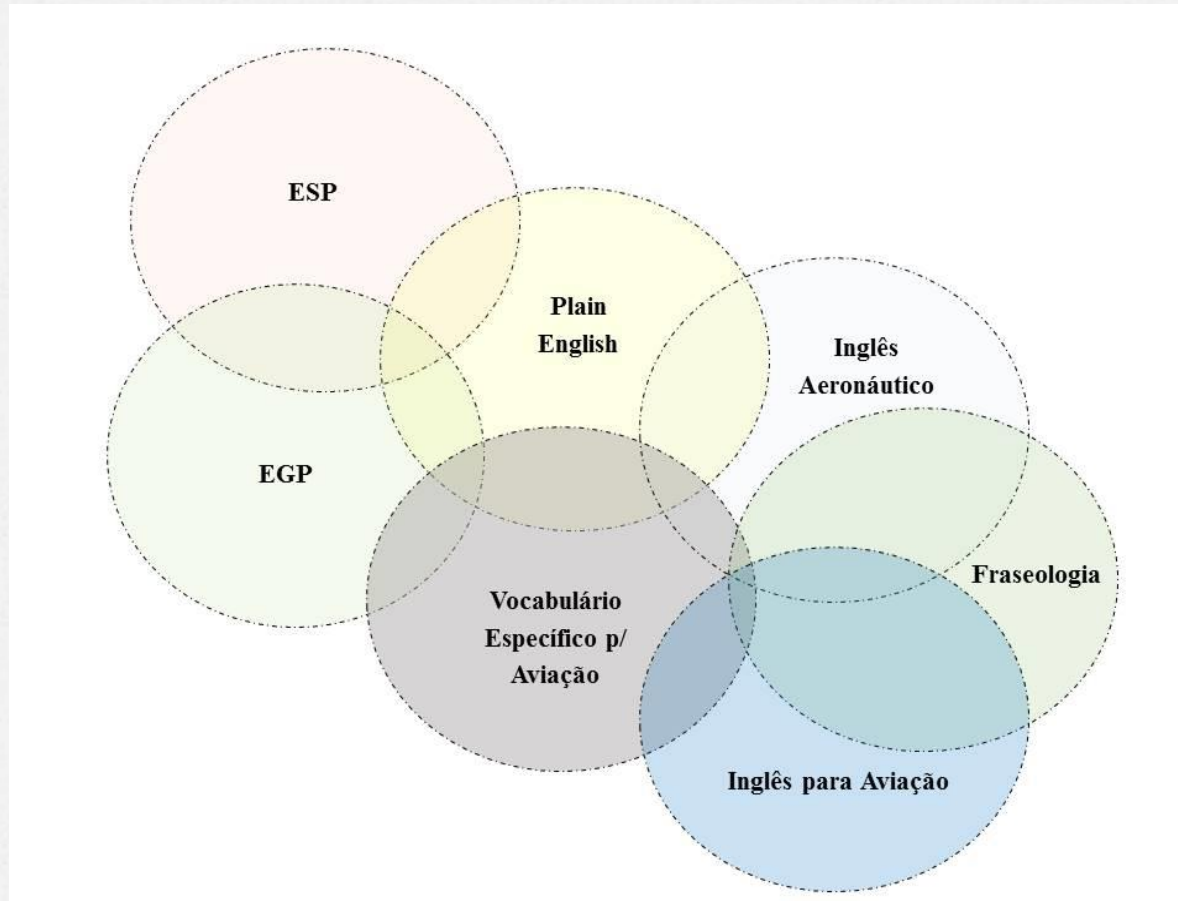 ESP
Plain
English
Inglês
Aeronáutico
EGP
Fraseologia
Vocabulário
Específico p/
Aviação
Inglês para Aviação